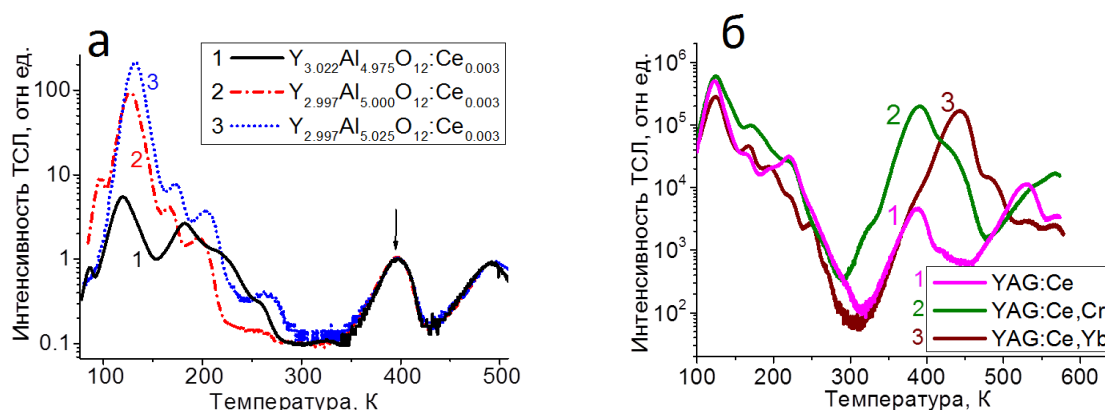 а
Интенсивность ТСЛ, отн ед.
100
10
1
0.1
100
200
300
400
500
Температура, К
1 Y3.022Al4.975O12:Ce0.003
2 Y2.997Al5.000O12:Ce0.003
3 Y2.997Al5.025O12:Ce0.003
3
2
1
б
Интенсивность ТСЛ, отн ед.
10^6
10^5
10^4
10^3
10^2
100
200
300
400
500
600
Температура, К
2
3
1
1 YAG:Ce
2 YAG:Ce,Cr
3 YAG:Ce,Yb